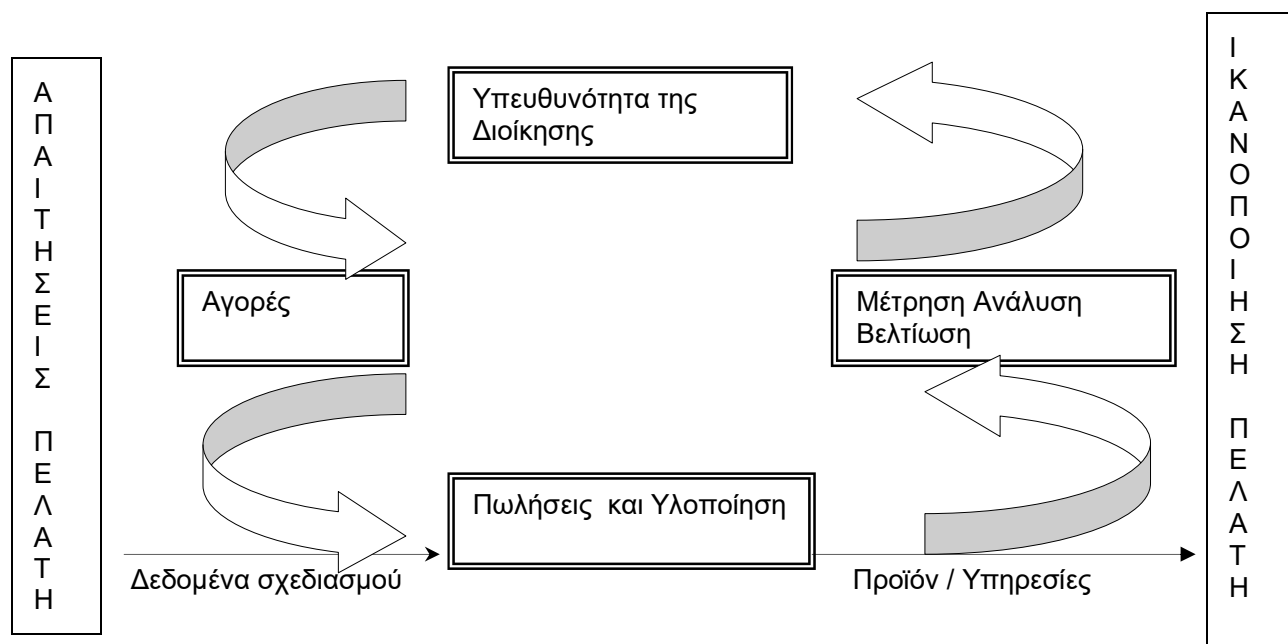 ΑΠΑΙΤΗΣΕΙΣ ΠΕΛΑΤΗ
Υπευθυνότητα της
Διοίκησης
Αγορές
Μέτρηση Ανάλυση
Βελτίωση
Πωλήσεις και Υλοποίηση
Δεδομένα σχεδιασμού
Προϊόν / Υπηρεσίες
ΙΚΑΝΟΠΟΙΗΣΗ ΠΕΛΑΤΗ